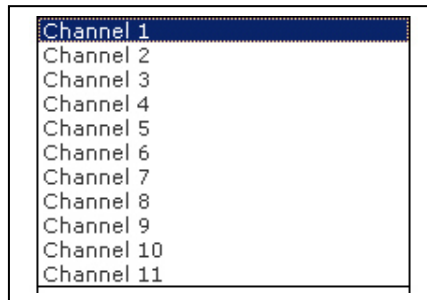 Channel 1
Channel 2
Channel 3
Channel 4
Channel 5
Channel 6
Channel 7
Channel 8
Channel 9
Channel 10
Channel 11